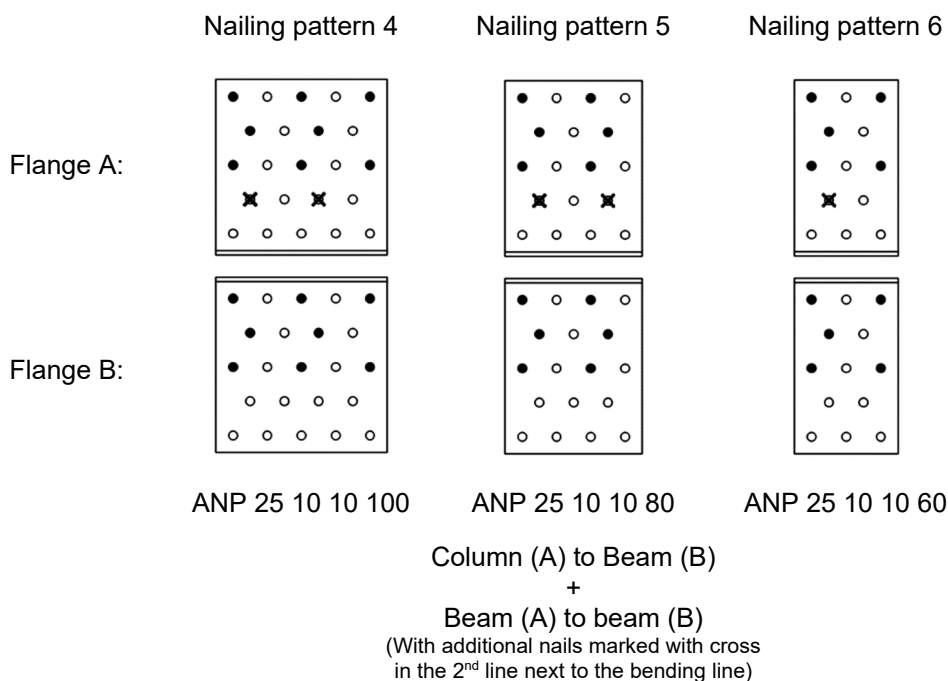 Nailing pattern 4 Nailing pattern 5 Nailing pattern 6
Flange A:
Flange B:
ANP 25 10 10 100 ANP 25 10 10 80 ANP 25 10 10 60
Column (A) to Beam (B)
+
Beam (A) to beam (B)
(With additional nails marked with cross
in the 2nd line next to the bending line)